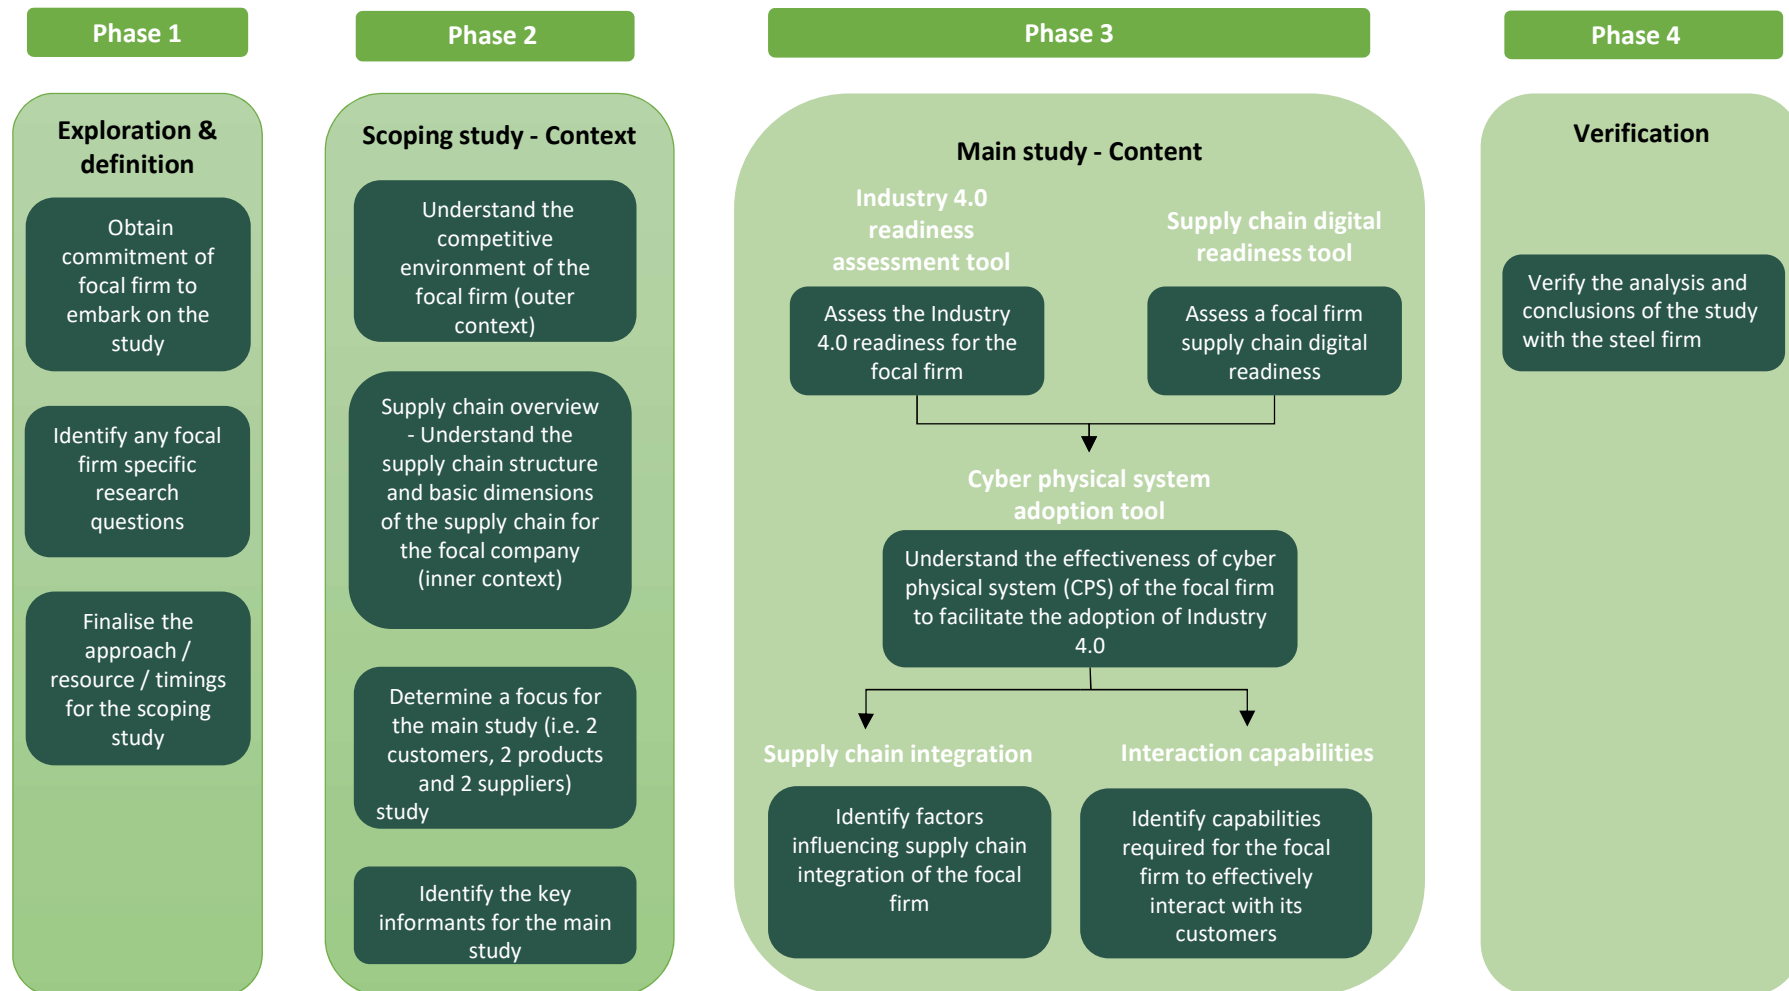 Phase 1
Exploration &
definition
Obtain
commitment of
focal firm to
embark on the
study
Identify any focal
firm specific
research
questions
Finalise the
approach /
resource / timings
for the scoping
study
Phase 2
Scoping study - Context
Understand the
competitive
environment of the
focal firm (outer
context)
Supply chain overview
- Understand the
supply chain structure
and basic dimensions
of the supply chain for
the focal company
(inner context)
Determine a focus for
the main study (i.e. 2
customers, 2 products
and 2 suppliers)
study
Identify the key
informants for the main
study
Phase 3
Main study - Content
Industry 4.0
readiness
assessment tool
Assess the Industry
4.0 readiness for the
focal firm
Supply chain digital
readiness tool
Assess a focal firm
supply chain digital
readiness
Cyber physical system
adoption tool
Understand the effectiveness of cyber
physical system (CPS) of the focal firm
to facilitate the adoption of Industry
4.0
Supply chain integration
Identify factors
influencing supply chain
integration of the focal
firm
Interaction capabilities
Identify capabilities
required for the focal
firm to effectively
interact with its
customers
Phase 4
Verification
Verify the analysis and
conclusions of the study
with the steel firm